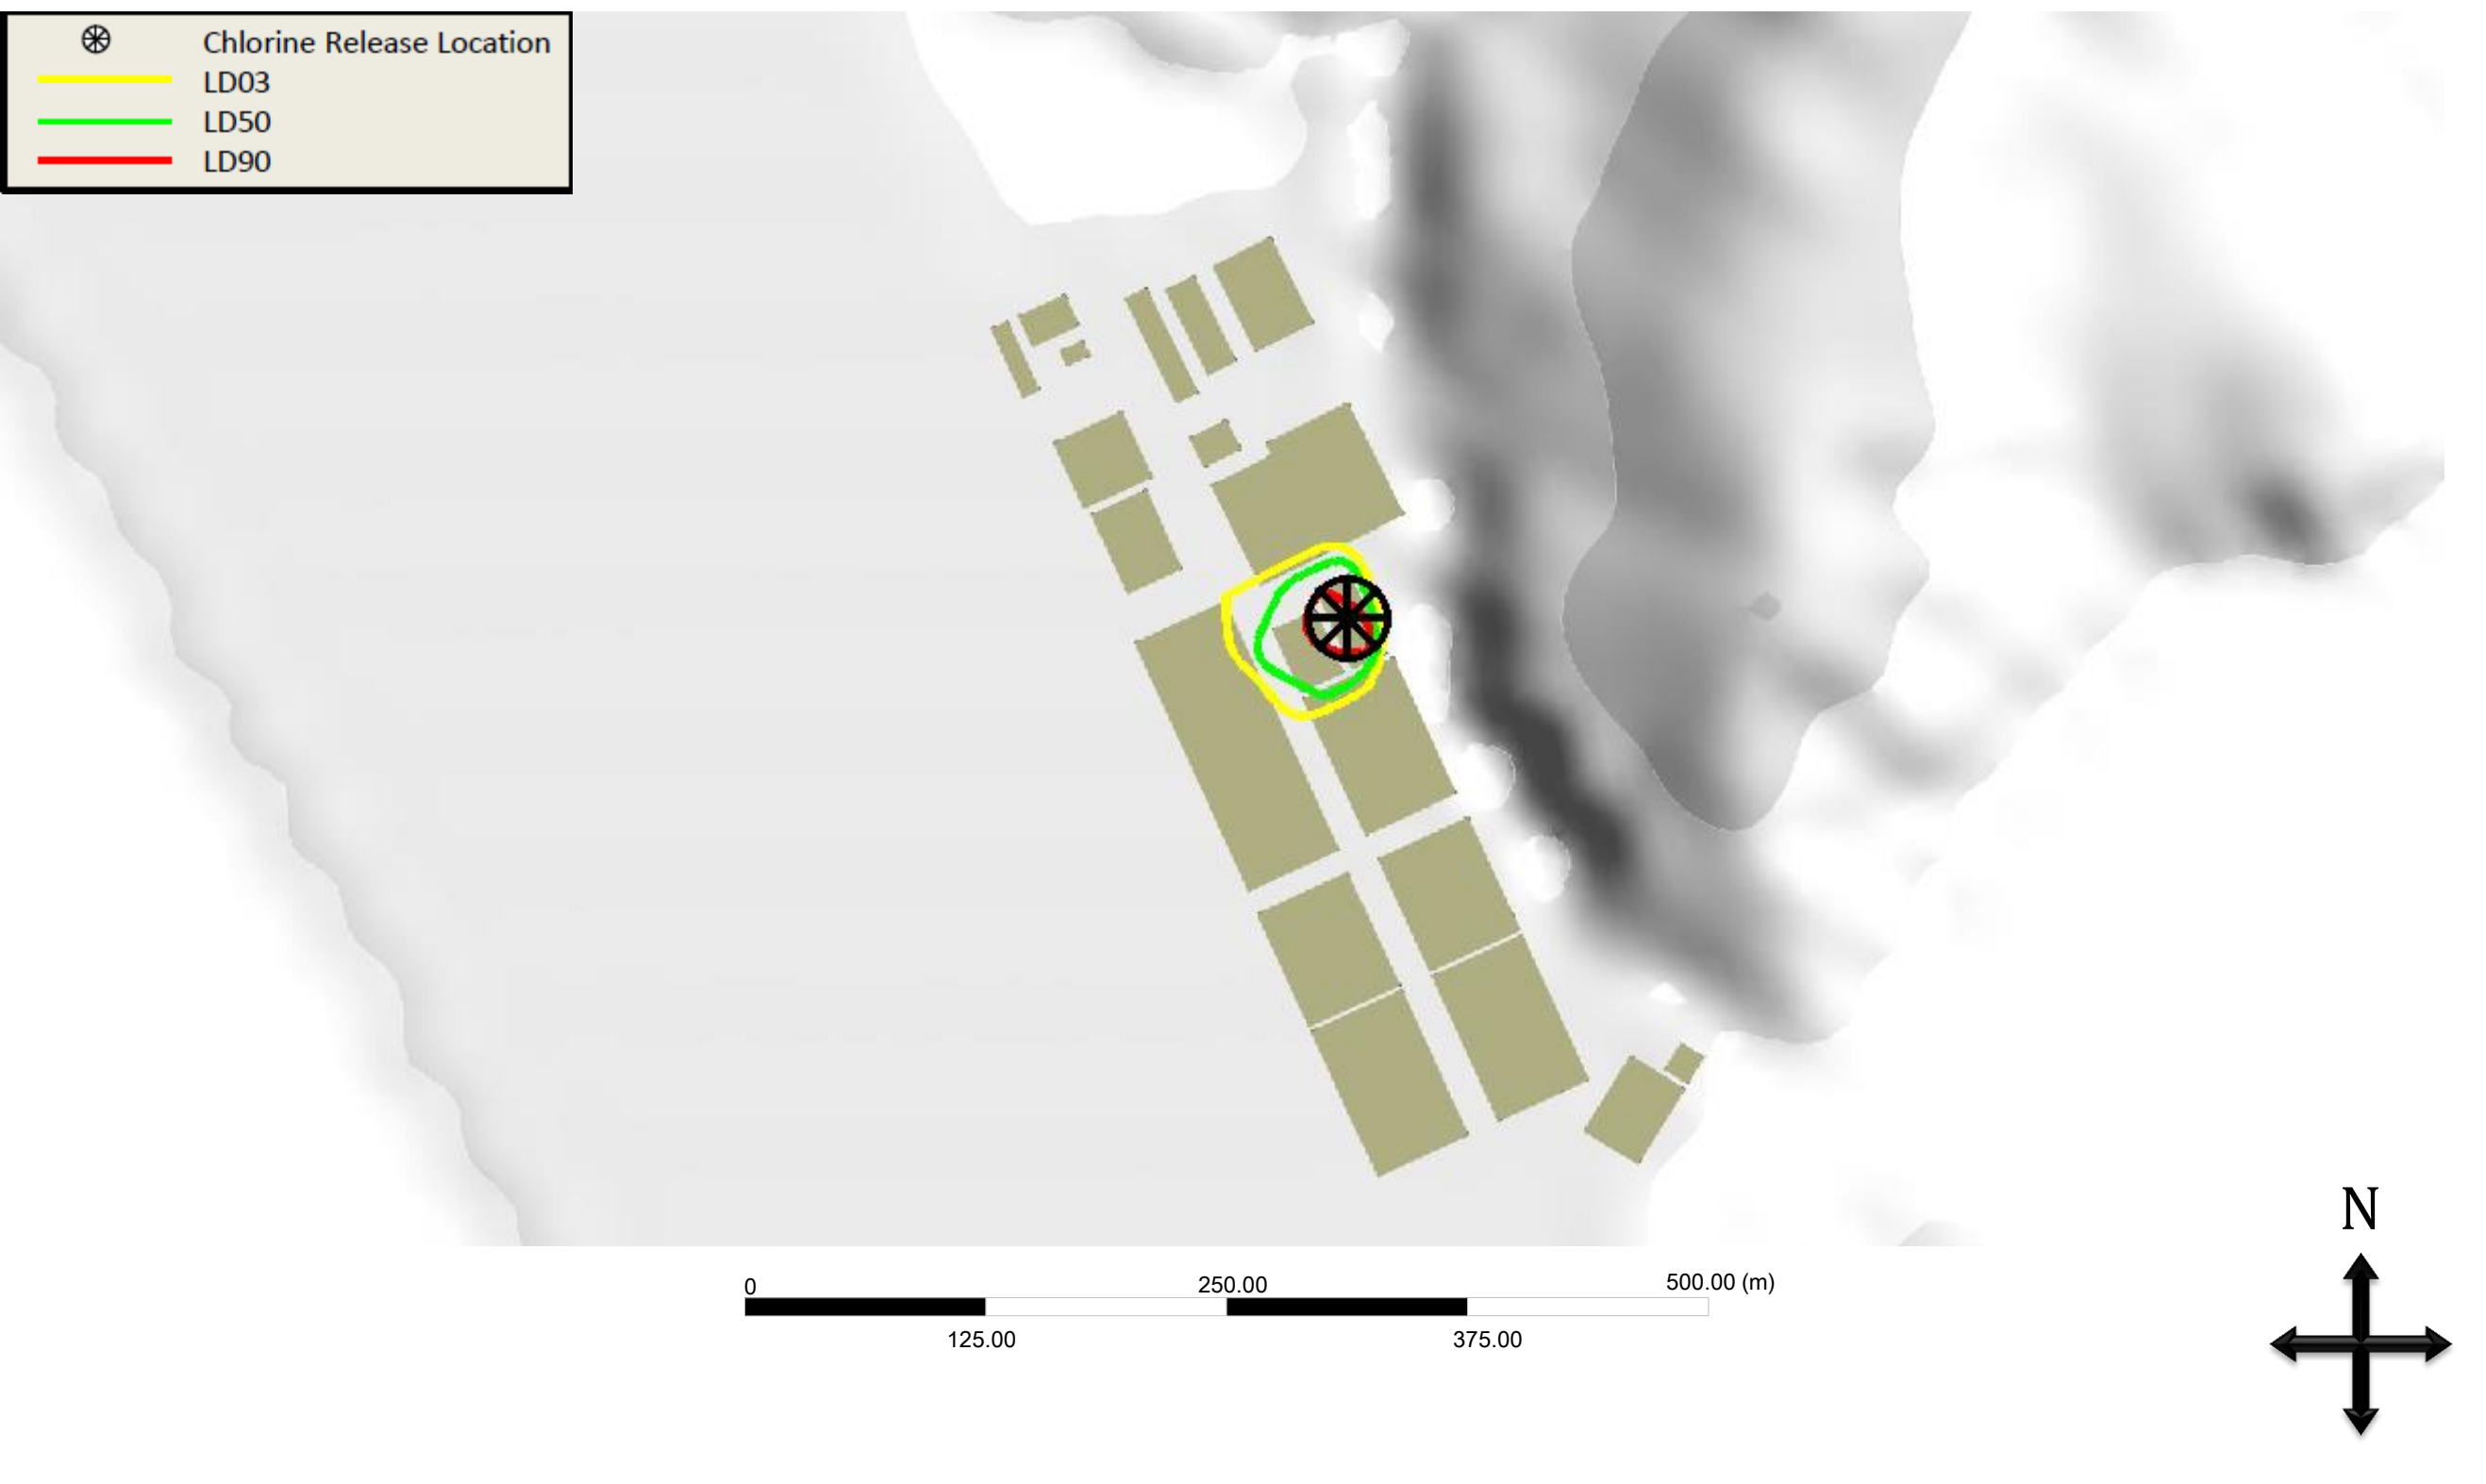 Chlorine Release Location
LD03
LD50
LD90
N
0
250.00
500.00 (m)
125.00
375.00